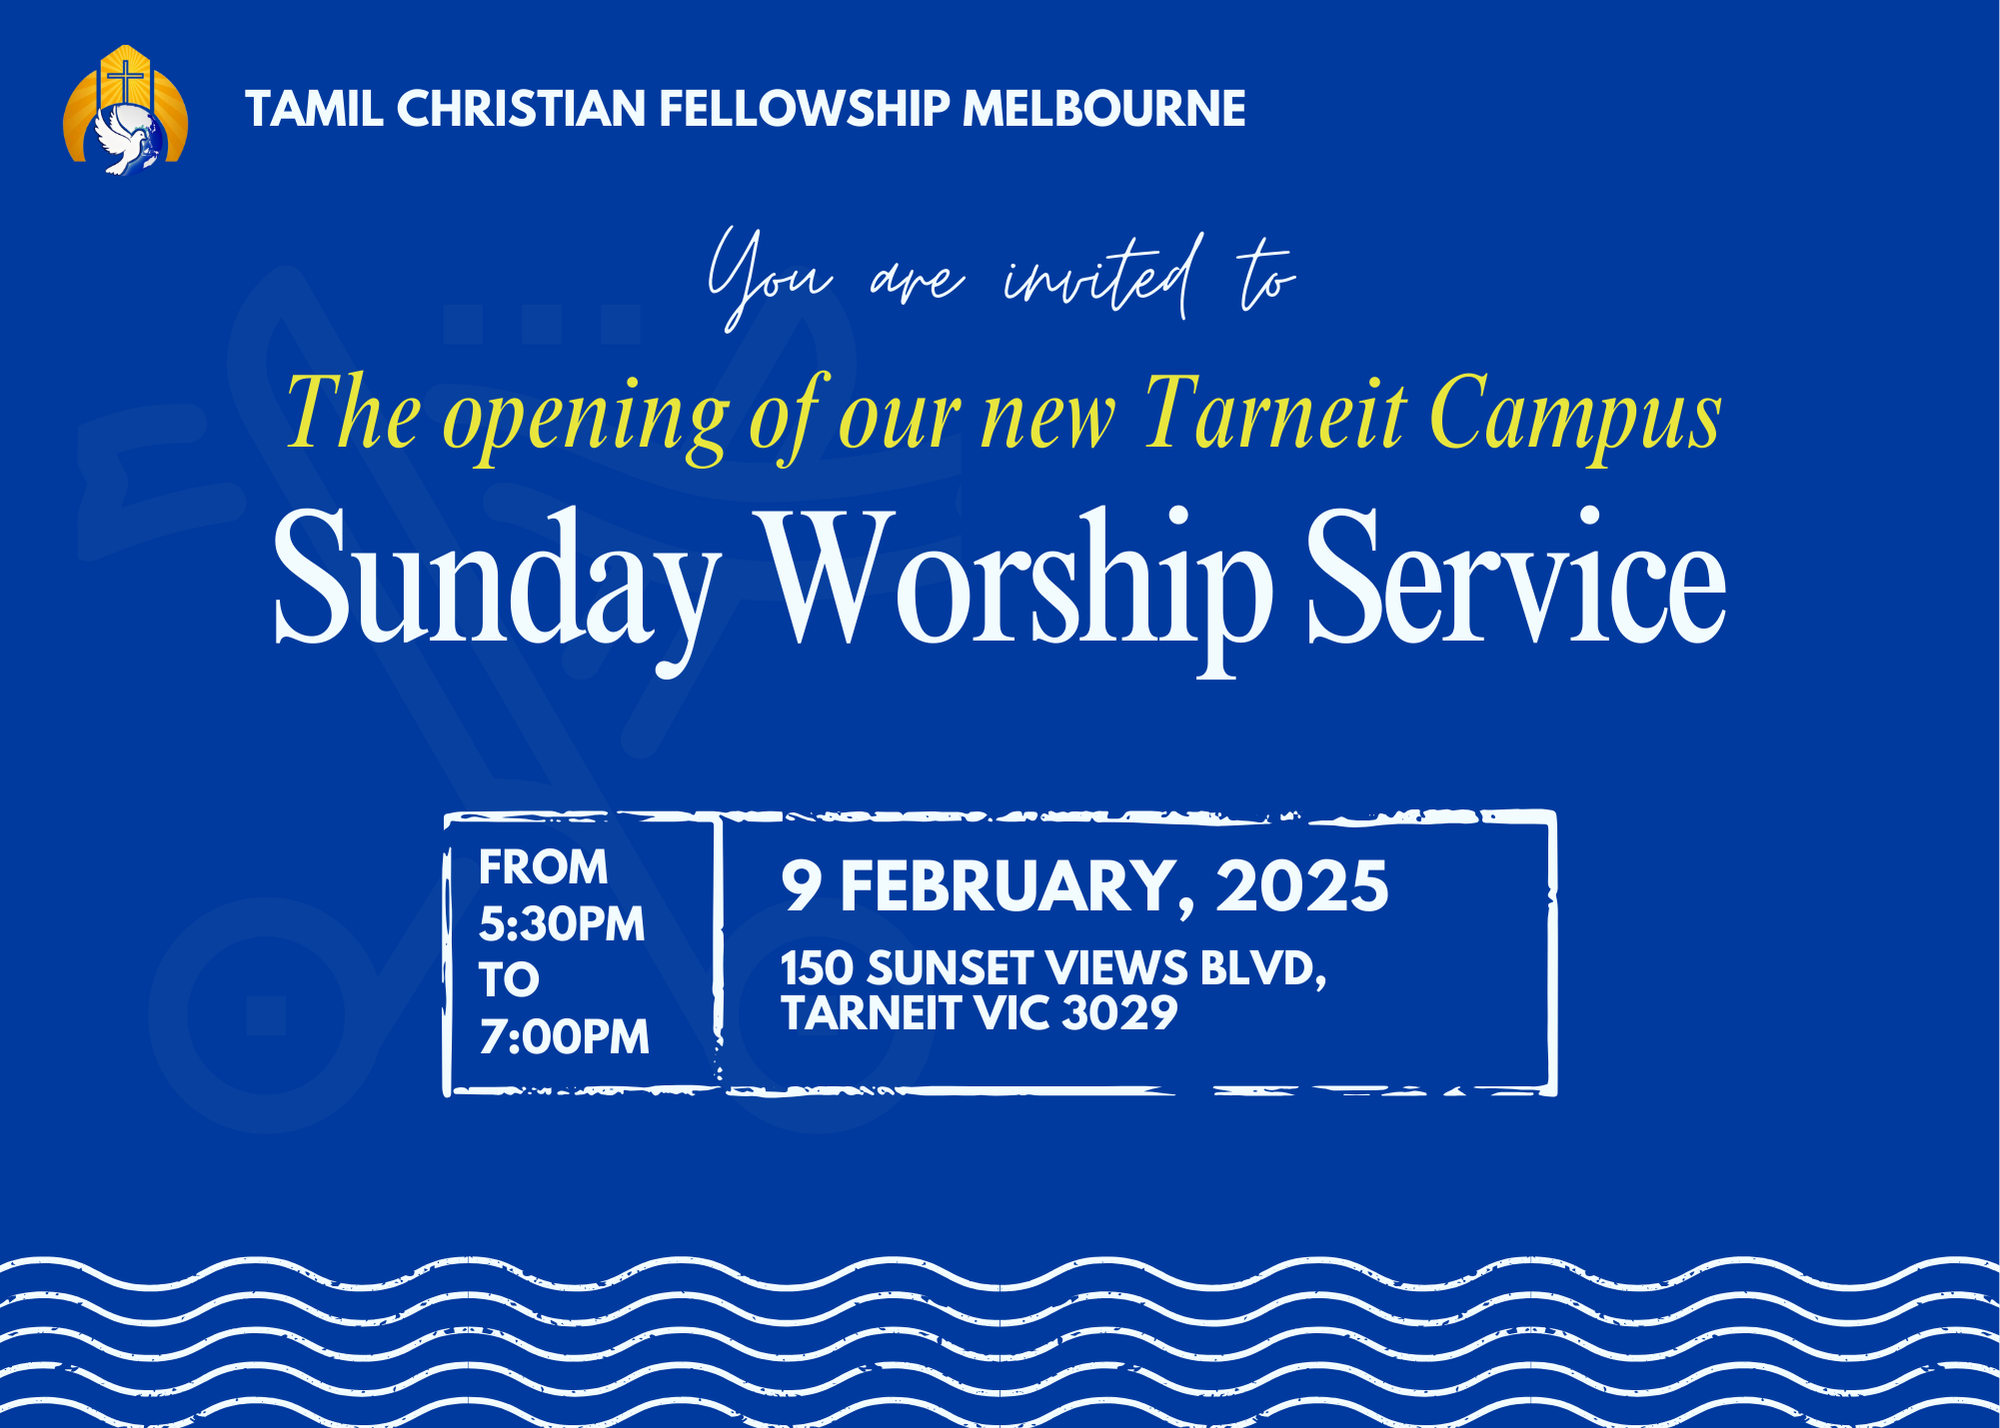 TAMIL CHRISTIAN FELLOWSHIP MELBOURNE
You are invited to
The opening of our new Tarneit Campus
Sunday Worship Service
FROM
5:30PM
TO
7:00PM
9 FEBRUARY, 2025
150 SUNSET VIEWS BLVD,
TARNEIT VIC 3029